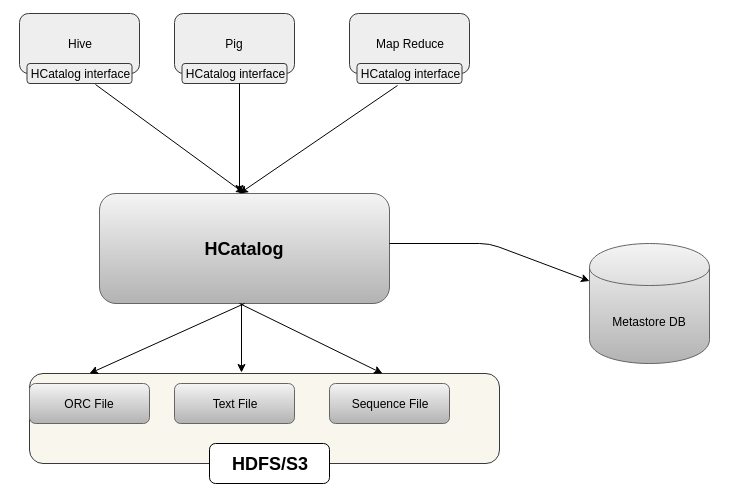 Hive
Pig
Map Reduce
HCatalog interface
HCatalog interface
HCatalog interface
HCatalog
Metastore DB
ORC File
Text File
Sequence File
HDFS/S3